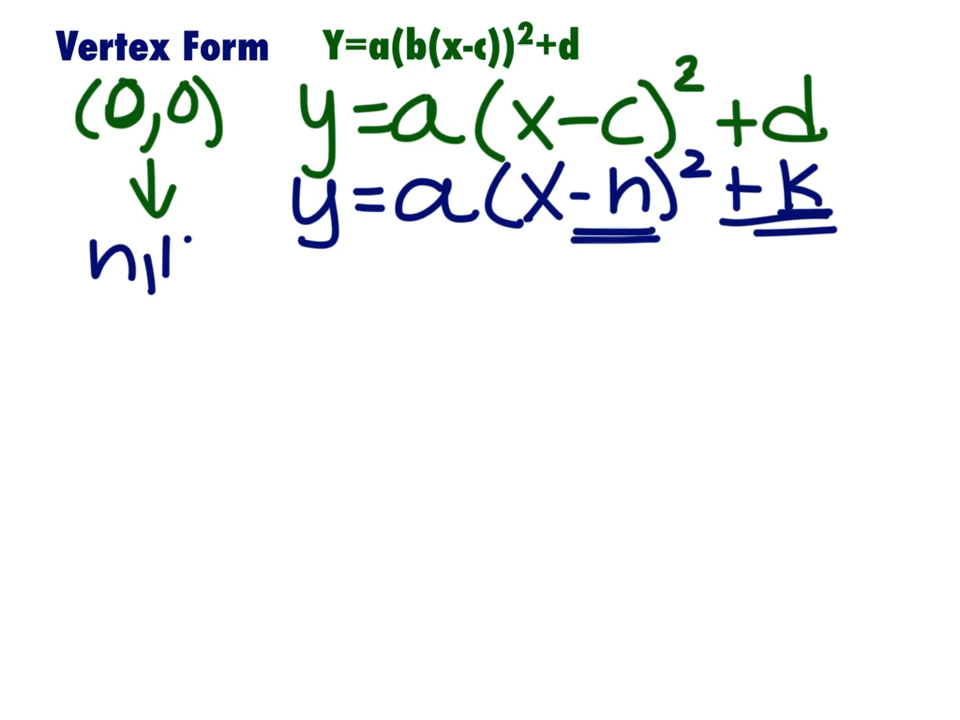 Vertex Form Y=a(b(x-c))²+d
(0,0) y=a(x-c)²+d
y=a(x-h)²+k
h,